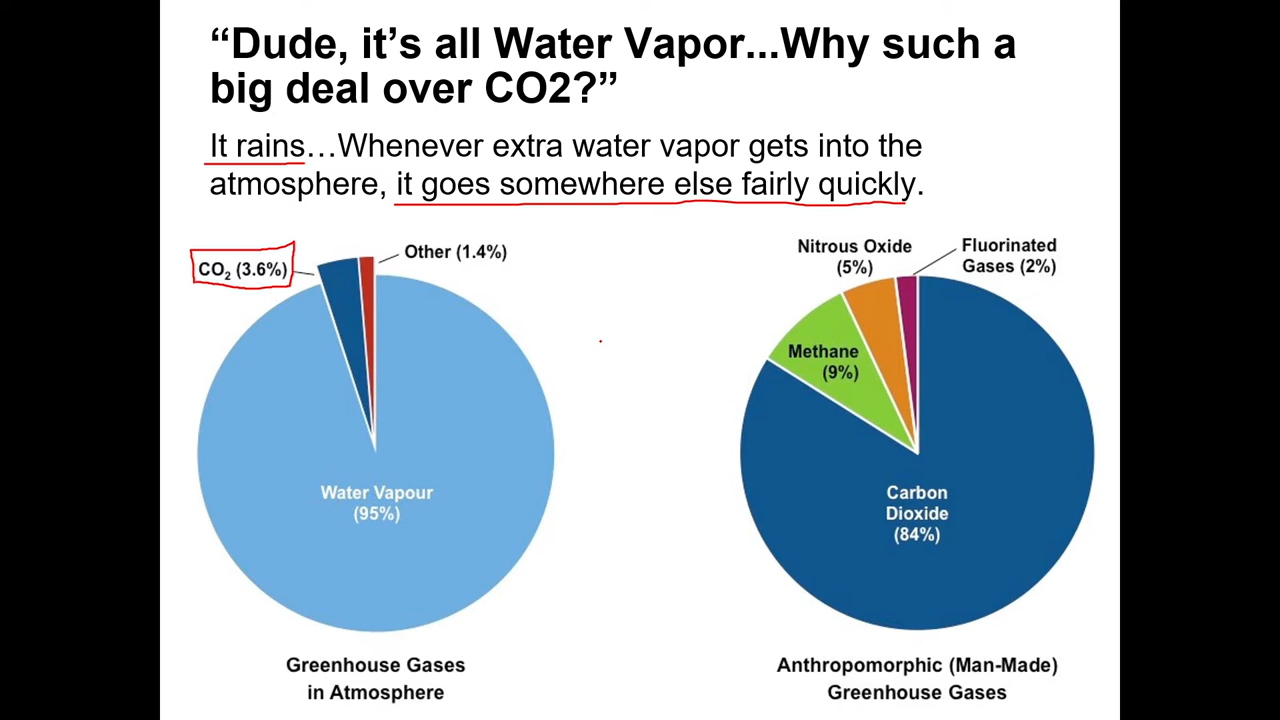 “Dude, it’s all Water Vapor...Why such a
big deal over CO2?”
It rains…Whenever extra water vapor gets into the
atmosphere, it goes somewhere else fairly quickly.
CO₂ (3.6%)
Other (1.4%)
Water Vapour
(95%)
Greenhouse Gases
in Atmosphere
Nitrous Oxide
(5%)
Fluorinated
Gases (2%)
Methane
(9%)
Carbon
Dioxide
(84%)
Anthropomorphic (Man-Made)
Greenhouse Gases